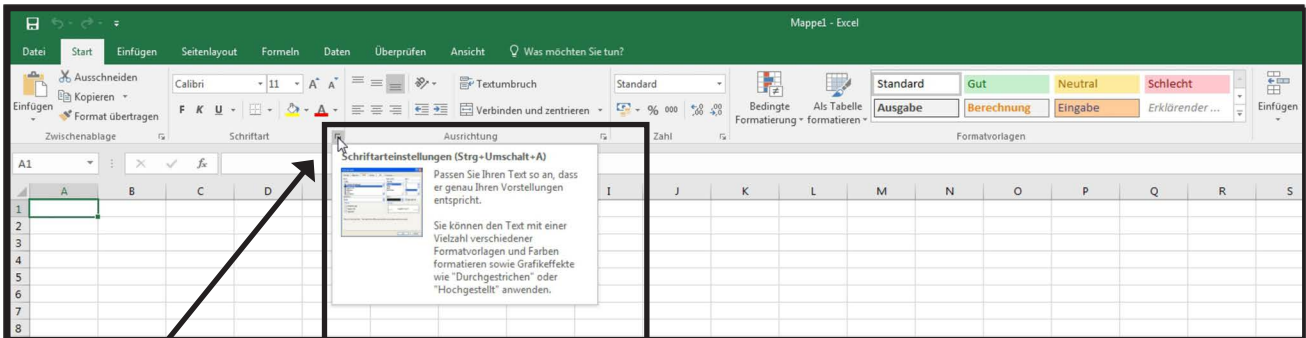 Mappe1 - Excel
Datei Start Einfügen Seitenlayout Formeln Daten Überprüfen Ansicht Was möchten Sie tun?
Einfügen
Ausschneiden
Kopieren
Format übertragen
Zwischenablage
Calibri 11 A A
F K U A
Schriftart
Textumbruch
Verbinden und zentrieren
Ausrichtung
Standard
% 000
Zahl
Bedingte Formatierung
Als Tabelle formatieren
Standard Gut Neutral Schlecht
Ausgabe Berechnung Eingabe Erklärender ...
Formatvorlagen
Einfügen
A1 fx
Schriftarteinstellungen (Strg+Umschalt+A)
Passen Sie Ihren Text so an, dass
er genau Ihren Vorstellungen
entspricht.
Sie können den Text mit einer
Vielzahl verschiedener
Formatvorlagen und Farben
formatieren sowie Grafikeffekte
wie "Durchgestrichen" oder
"Hochgestellt" anwenden.
A B C D I J K L M N O P Q R S
1
2
3
4
5
6
7
8